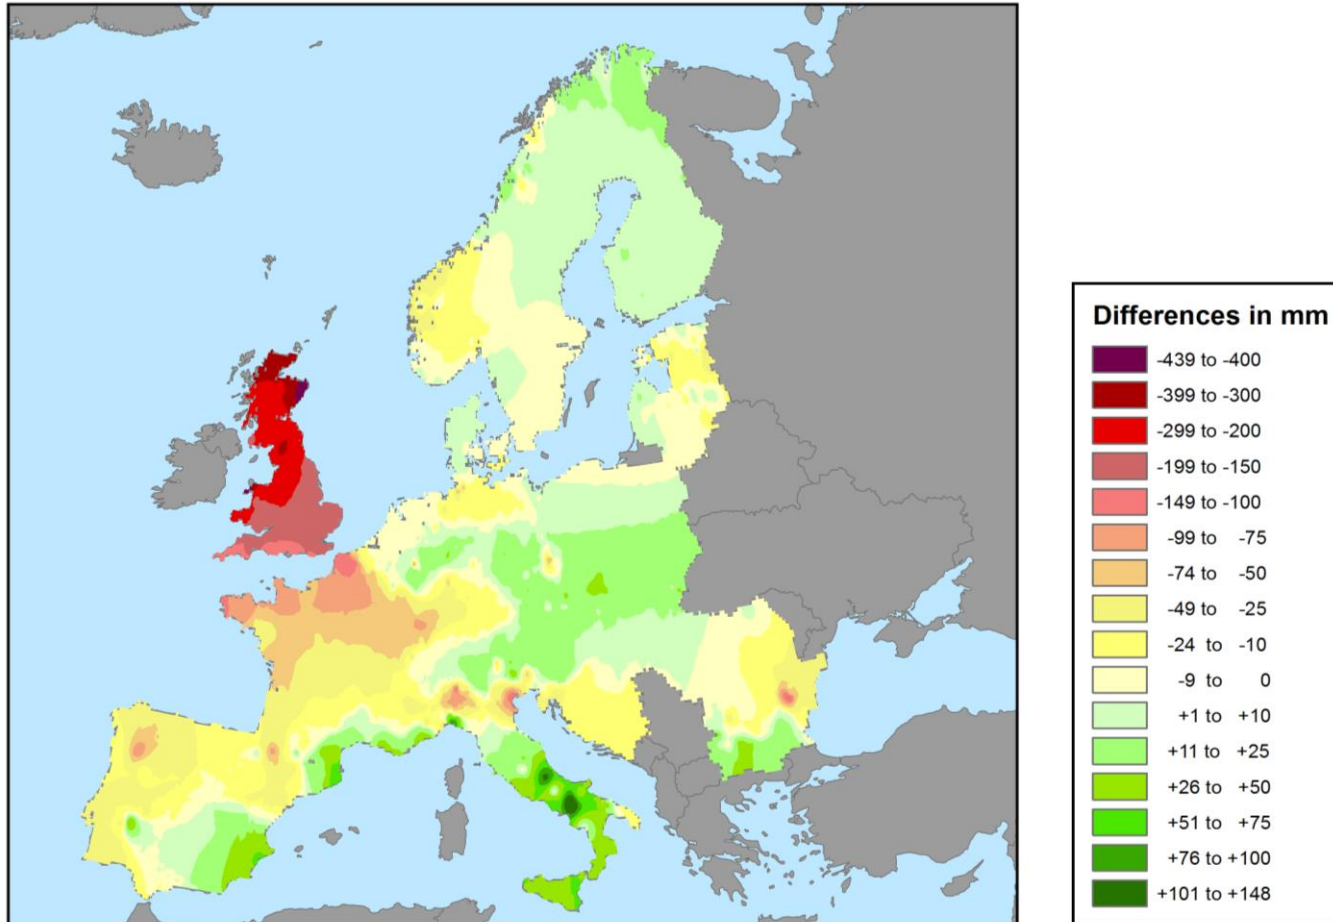 Differences in mm
-439 to -400
-399 to -300
-299 to -200
-199 to -150
-149 to -100
-99 to -75
-74 to -50
-49 to -25
-24 to -10
-9 to 0
+1 to +10
+11 to +25
+26 to +50
+51 to +75
+76 to +100
+101 to +148